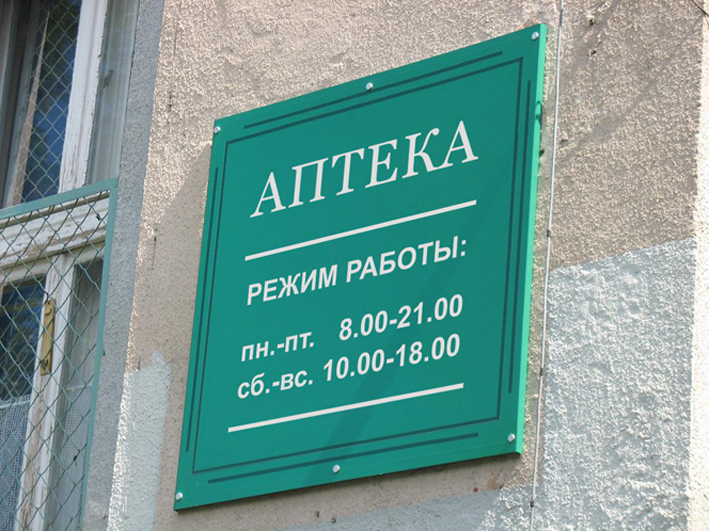 АПТЕКА
РЕЖИМ РАБОТЫ:
пн.-пт. 8.00-21.00
сб.-вс. 10.00-18.00